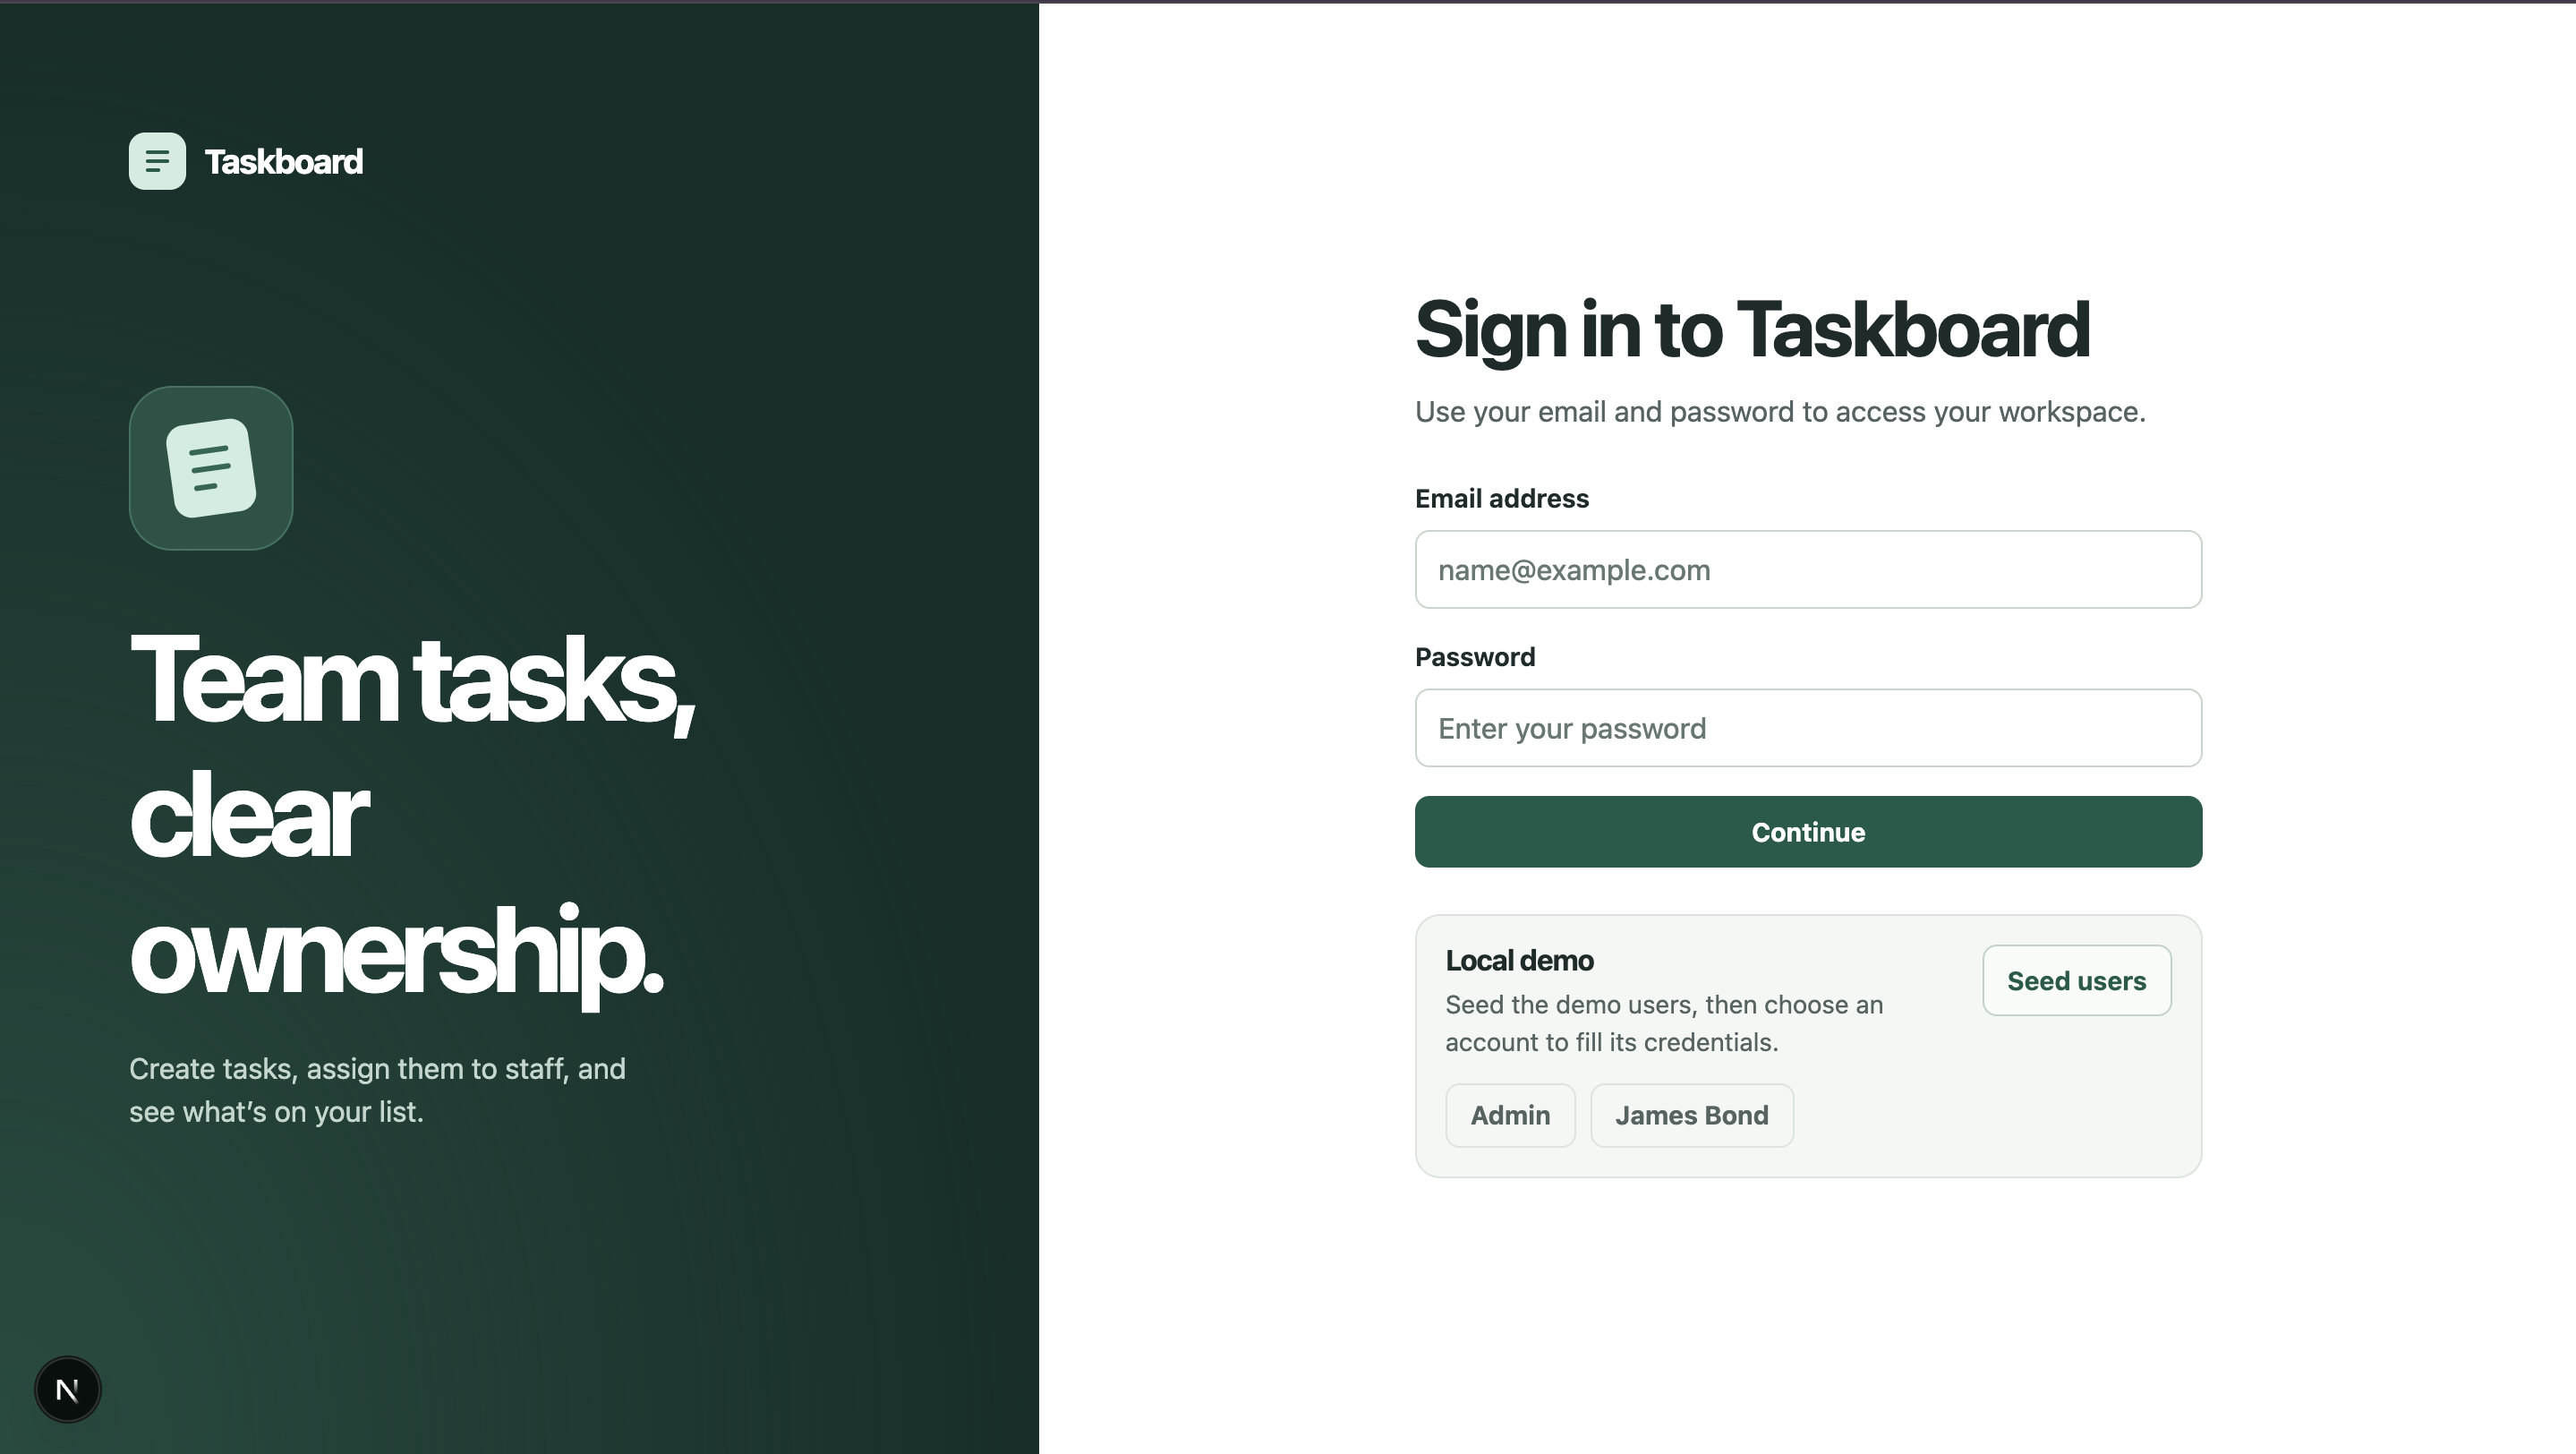 Taskboard
Team tasks,
clear
ownership.
Create tasks, assign them to staff, and
see what’s on your list.
N
Sign in to Taskboard
Use your email and password to access your workspace.
Email address
name@example.com
Password
Enter your password
Continue
Local demo
Seed the demo users, then choose an
account to fill its credentials.
Seed users
Admin
James Bond